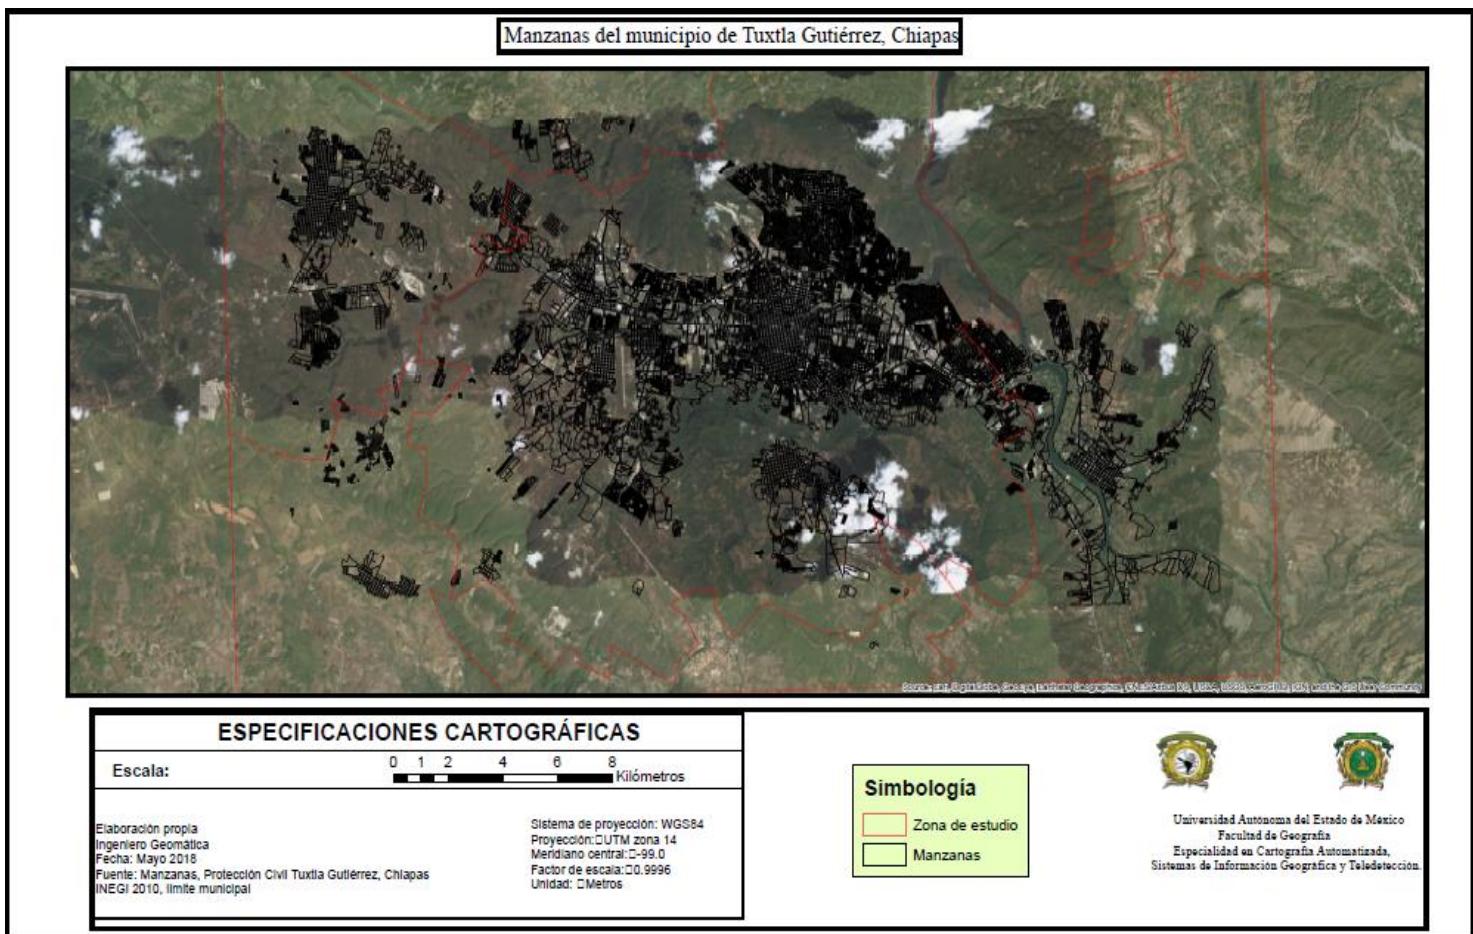 Manzanas del municipio de Tuxtla Gutiérrez, Chiapas
ESPECIFICACIONES CARTOGRÁFICAS
Escala:
0 1 2 4 6 8
Kilómetros
Elaboración propia
Ingeniero Geomática
Fecha: Mayo 2018
Fuente: Manzanas, Protección Civil Tuxtla Gutiérrez, Chiapas
INEGI 2010, limite municipal
Sistema de proyección: WGS84
Proyección:□UTM zona 14
Meridiano central:□-99.0
Factor de escala:□0.9996
Unidad: □Metros
Simbología
Zona de estudio
Manzanas
Universidad Autónoma del Estado de México
Facultad de Geografía
Especialidad en Cartografía Automatizada,
Sistemas de Información Geográfica y Teledetección.